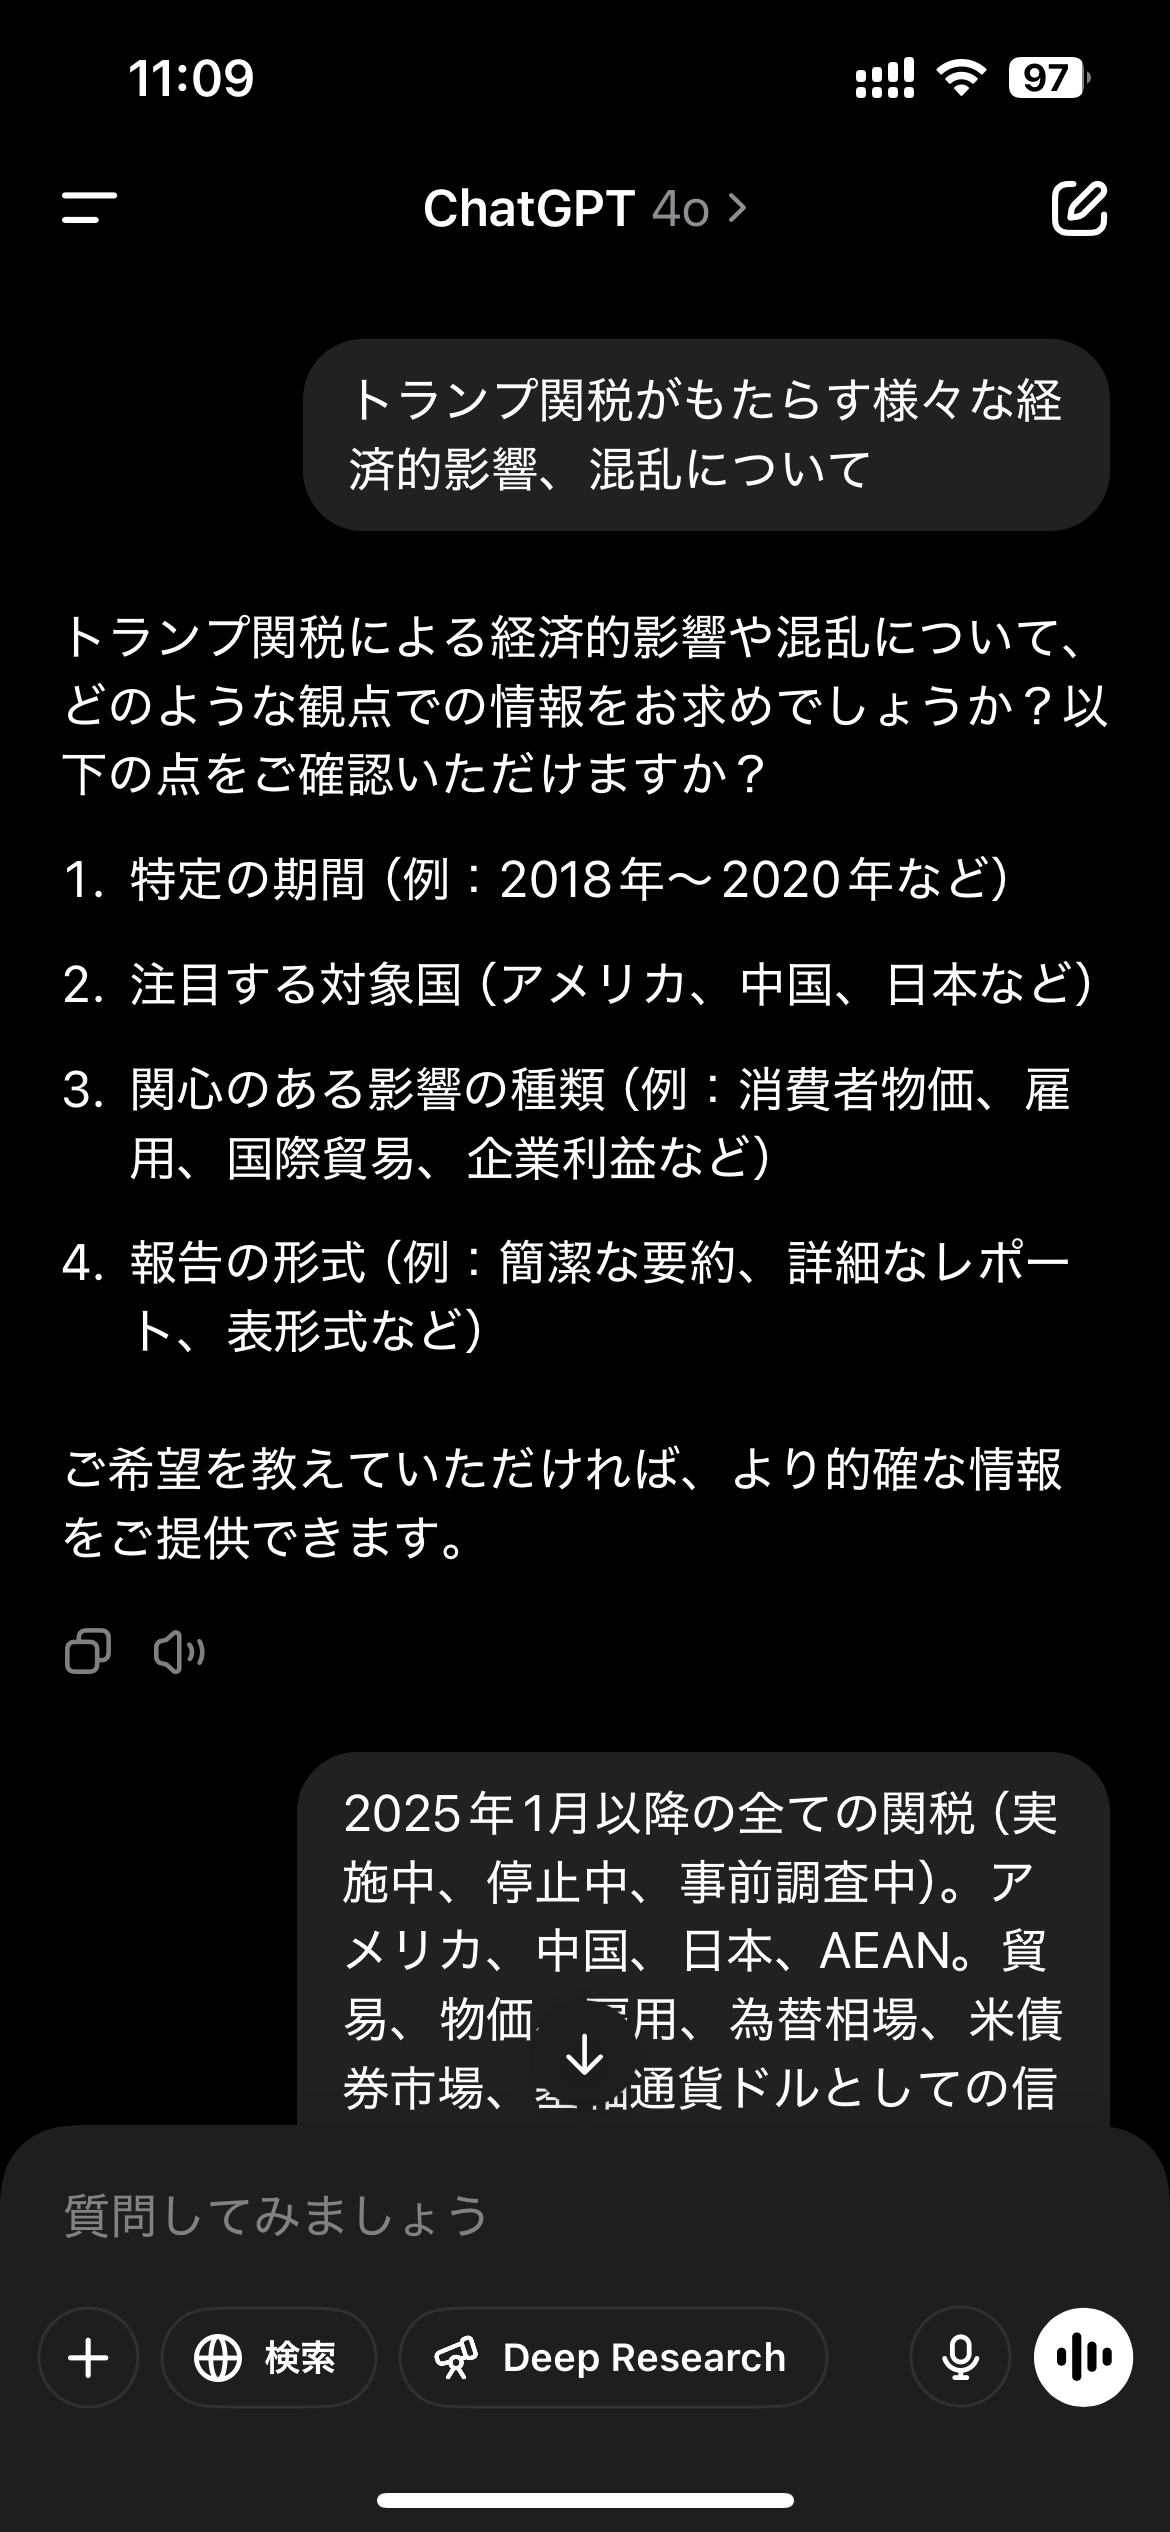 11:09
97
ChatGPT 4o
トランプ関税がもたらす様々な経
済的影響、混乱について
トランプ関税による経済的影響や混乱について、
どのような観点での情報をお求めでしょうか？以
下の点をご確認いただけますか？
1. 特定の期間（例：2018年〜2020年など）
2. 注目する対象国（アメリカ、中国、日本など）
3. 関心のある影響の種類（例：消費者物価、雇
用、国際貿易、企業利益など）
4. 報告の形式（例：簡潔な要約、詳細なレポー
ト、表形式など）
ご希望を教えていただければ、より的確な情報
をご提供できます。
2025年1月以降の全ての関税（実
施中、停止中、事前調査中）。ア
メリカ、中国、日本、AEAN。貿
易、物価、雇用、為替相場、米債
券市場、基軸通貨ドルとしての信
質問してみましょう
検索
Deep Research